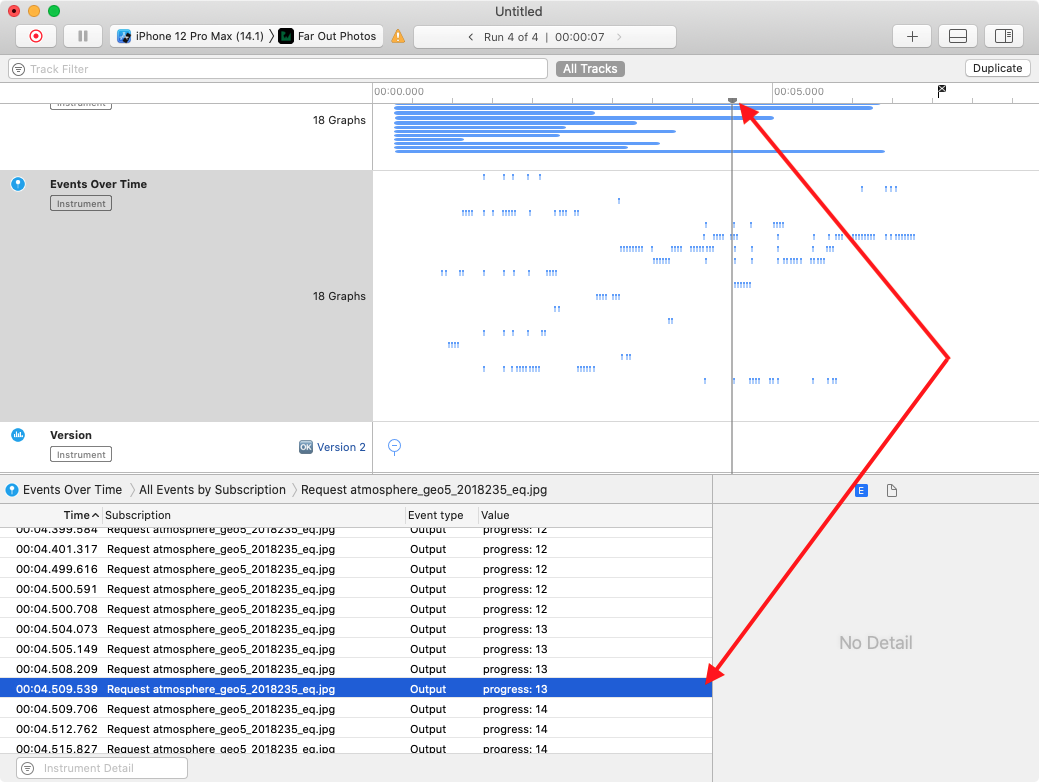 Untitled
iPhone 12 Pro Max (14.1) 〉 Far Out Photos
Run 4 of 4 | 00:00:07
Track Filter
All Tracks
Duplicate
00:00.000 00:05.000
Instrument
18 Graphs
Events Over Time
Instrument
18 Graphs
Version
OK Version 2
Instrument
Events Over Time 〉 All Events by Subscription 〉 Request atmosphere_geo5_2018235_eq.jpg
E
Time Subscription Event type Value
00:04.399.584 Request atmosphere_geo5_2018235_eq.jpg Output progress: 12
00:04.401.317 Request atmosphere_geo5_2018235_eq.jpg Output progress: 12
00:04.499.616 Request atmosphere_geo5_2018235_eq.jpg Output progress: 12
00:04.500.591 Request atmosphere_geo5_2018235_eq.jpg Output progress: 12
00:04.500.708 Request atmosphere_geo5_2018235_eq.jpg Output progress: 12
00:04.504.073 Request atmosphere_geo5_2018235_eq.jpg Output progress: 13
00:04.505.149 Request atmosphere_geo5_2018235_eq.jpg Output progress: 13
00:04.508.209 Request atmosphere_geo5_2018235_eq.jpg Output progress: 13
00:04.509.539 Request atmosphere_geo5_2018235_eq.jpg Output progress: 13
00:04.509.706 Request atmosphere_geo5_2018235_eq.jpg Output progress: 14
00:04.512.762 Request atmosphere_geo5_2018235_eq.jpg Output progress: 14
00:04.515.827 Request atmosphere_geo5_2018235_eq.jpg Output progress: 14
No Detail
Instrument Detail